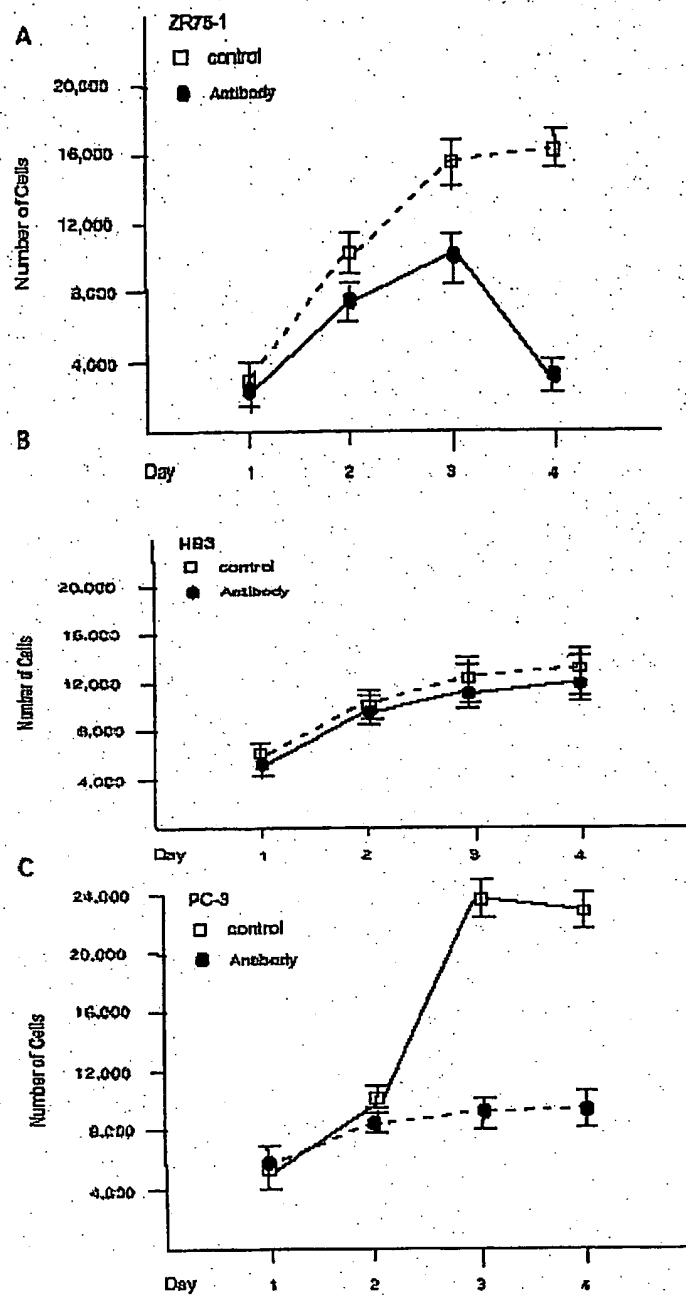 A
ZR75-1
control
Antibody
20,000
16,000
12,000
8,000
4,000
Number of Cells
Day 1 2 3 4
B
HB3
control
Antibody
20.000
16.000
12,000
8,000
4.000
Number of Cells
Day 1 2 3 4
C
PC-3
control
Antibody
24,000
20,000
16,000
12,000
8.000
4,000
Number of Cells
Day 1 2 3 4